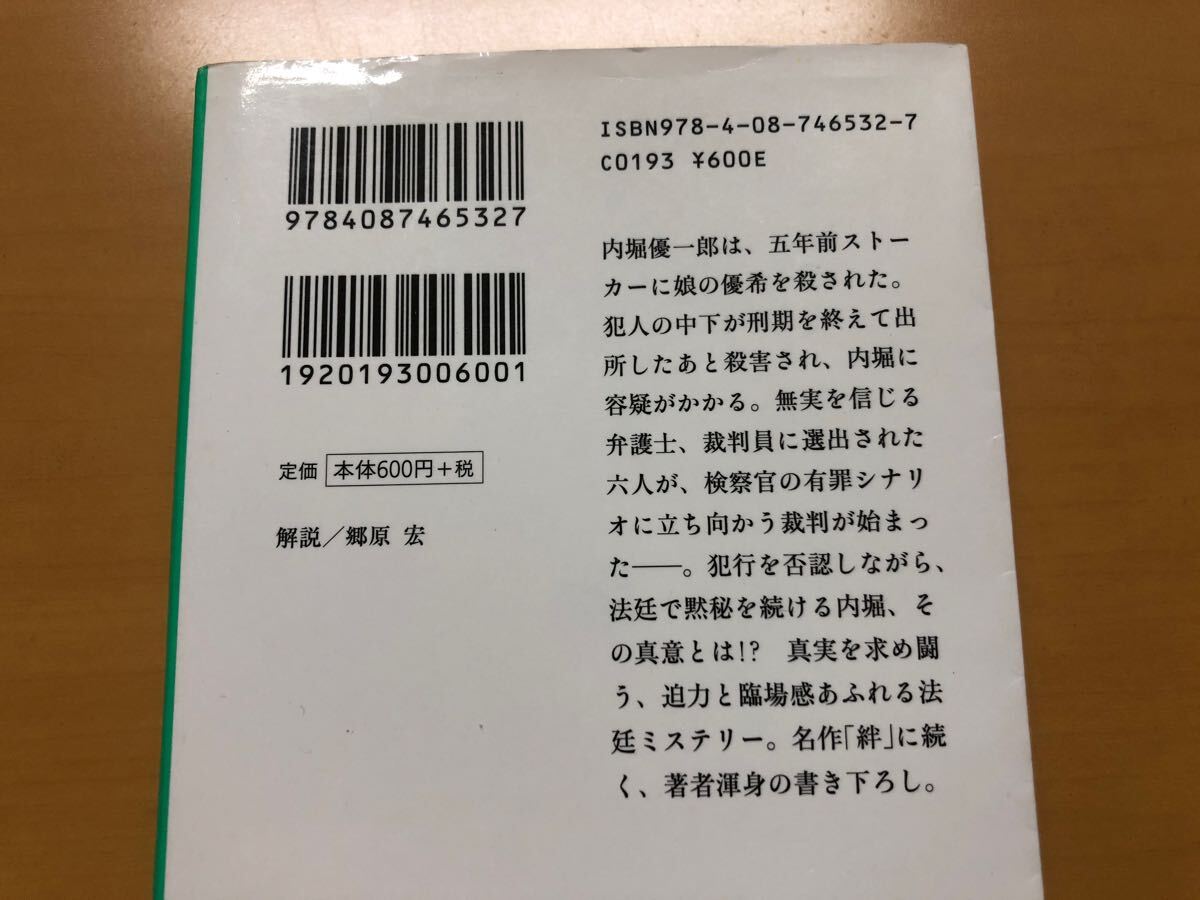 9784087465327
1920193006001
定価 本体600円+税
解説/郷原 宏
ISBN978-4-08-746532-7
C0193 ¥600E
内堀優一郎は、五年前ストー
カーに娘の優希を殺された。
犯人の中下が刑期を終えて出
所したあと殺害され、内堀に
容疑がかかる。無実を信じる
弁護士、裁判員に選出された
六人が、検察官の有罪シナリ
オに立ち向かう裁判が始まっ
た――。犯行を否認しながら、
法廷で黙秘を続ける内堀、そ
の真意とは!? 真実を求め闘
う、迫力と臨場感あふれる法
廷ミステリー。名作「絆」に続
く、著者渾身の書き下ろし。